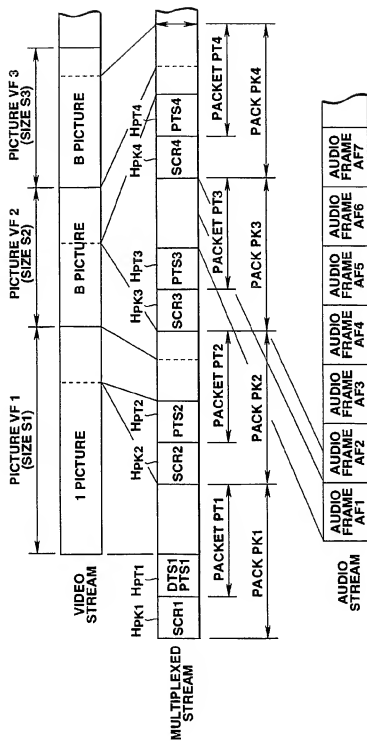 PICTURE VF 1
(SIZE S1)
PICTURE VF 2
(SIZE S2)
PICTURE VF 3
(SIZE S3)
VIDEO
STREAM
1 PICTURE
B PICTURE
B PICTURE
HPK1
HPT1
HPK2
HPT2
HPK3
HPT3
HPK4
HPT4
MULTIPLEXED
STREAM
SCR1
DTS1
PTS1
SCR2
PTS2
SCR3
PTS3
SCR4
PTS4
PACKET PT1
PACKET PT2
PACKET PT3
PACKET PT4
PACK PK1
PACK PK2
PACK PK3
PACK PK4
AUDIO
STREAM
AUDIO
FRAME
AF1
AUDIO
FRAME
AF2
AUDIO
FRAME
AF3
AUDIO
FRAME
AF4
AUDIO
FRAME
AF5
AUDIO
FRAME
AF6
AUDIO
FRAME
AF7